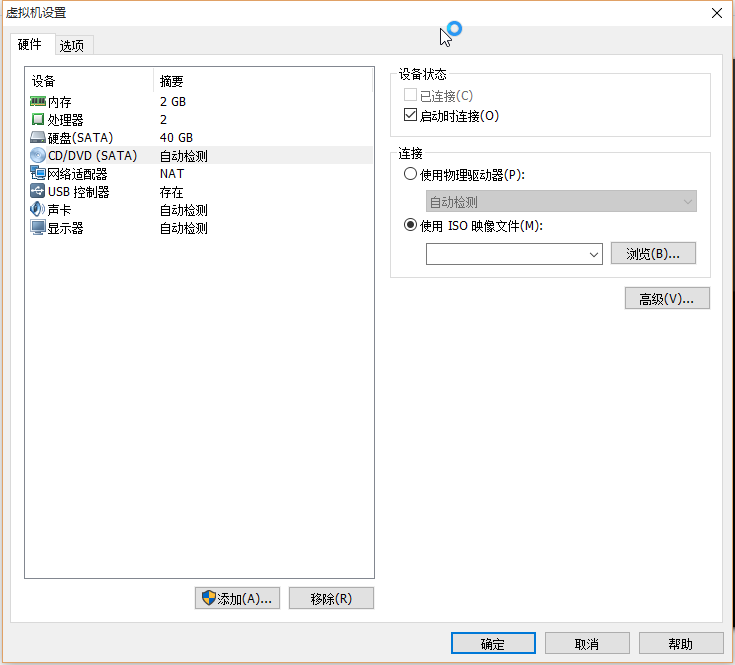 虚拟机设置
硬件 选项
设备 摘要
内存 2 GB
处理器 2
硬盘(SATA) 40 GB
CD/DVD (SATA) 自动检测
网络适配器 NAT
USB 控制器 存在
声卡 自动检测
显示器 自动检测
添加(A)... 移除(R)
设备状态
已连接(C)
启动时连接(O)
连接
使用物理驱动器(P):
自动检测
使用 ISO 映像文件(M):
浏览(B)...
高级(V)...
确定 取消 帮助